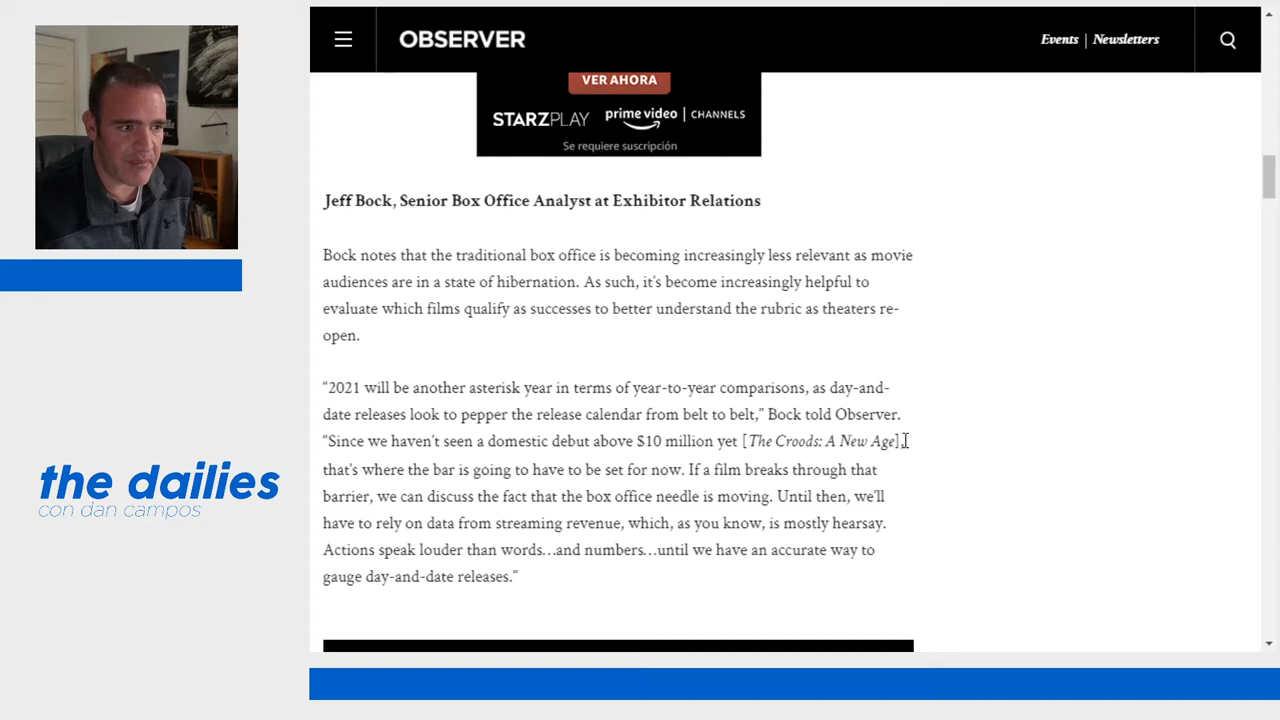 OBSERVER
Events | Newsletters
VER AHORA
STARZPLAY prime video | CHANNELS
Se requiere suscripción
Jeff Bock, Senior Box Office Analyst at Exhibitor Relations
Bock notes that the traditional box office is becoming increasingly less relevant as movie
audiences are in a state of hibernation. As such, it’s become increasingly helpful to
evaluate which films qualify as successes to better understand the rubric as theaters re-
open.
“2021 will be another asterisk year in terms of year-to-year comparisons, as day-and-
date releases look to pepper the release calendar from belt to belt,” Bock told Observer.
“Since we haven’t seen a domestic debut above $10 million yet [The Croods: A New Age],
that’s where the bar is going to have to be set for now. If a film breaks through that
barrier, we can discuss the fact that the box office needle is moving. Until then, we’ll
have to rely on data from streaming revenue, which, as you know, is mostly hearsay.
Actions speak louder than words…and numbers…until we have an accurate way to
gauge day-and-date releases.”
the dailies
con dan campos